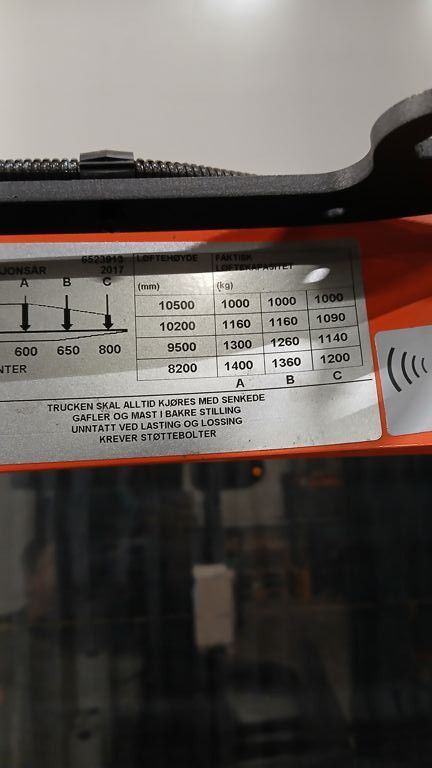 6523913 LØFTEHØYDE FAKTISK
JONSÅR 2017 LØFTEKAPASITET
A B C (mm) (kg)
10500 1000 1000 1000
10200 1160 1160 1090
600 650 800 9500 1300 1260 1140
NTER 8200 1400 1360 1200
A B C
TRUCKEN SKAL ALLTID KJØRES MED SENKEDE
GAFLER OG MAST I BAKRE STILLING
UNNTATT VED LASTING OG LOSSING
KREVER STØTTEBOLTER